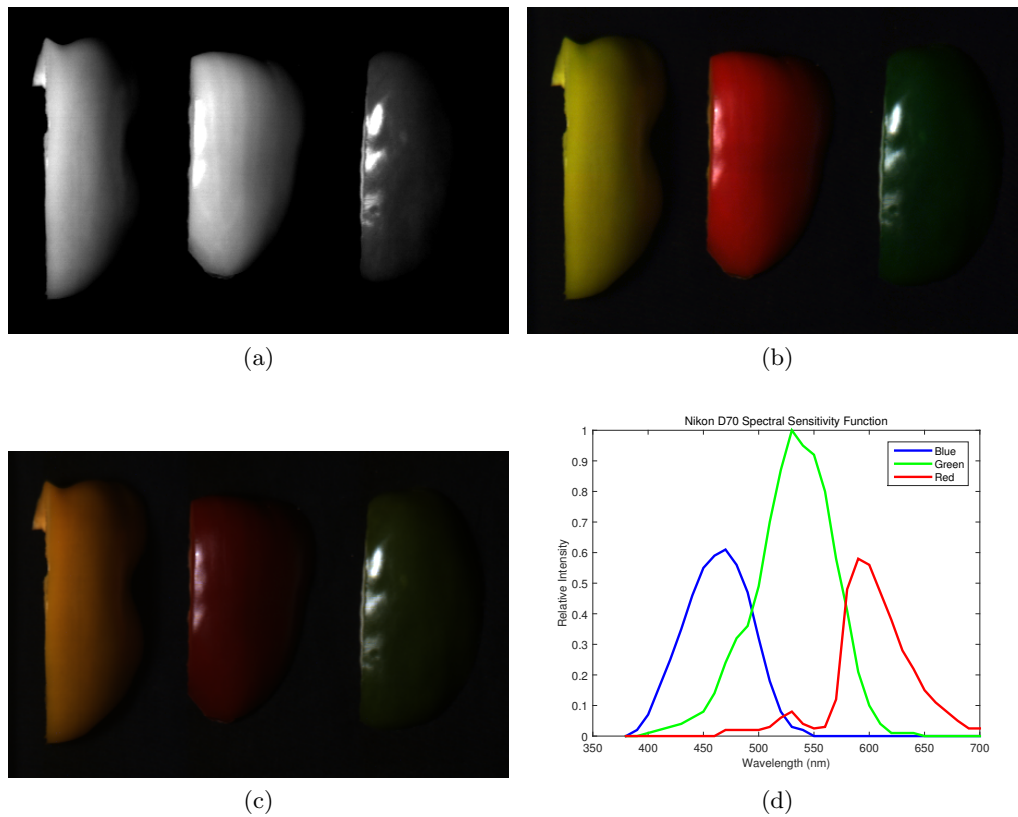 (a)
(b)
(c)
Nikon D70 Spectral Sensitivity Function
1
0.9
0.8
0.7
0.6
0.5
0.4
0.3
0.2
0.1
0
Relative Intensity
Blue
Green
Red
350 400 450 500 550 600 650 700
Wavelength (nm)
(d)